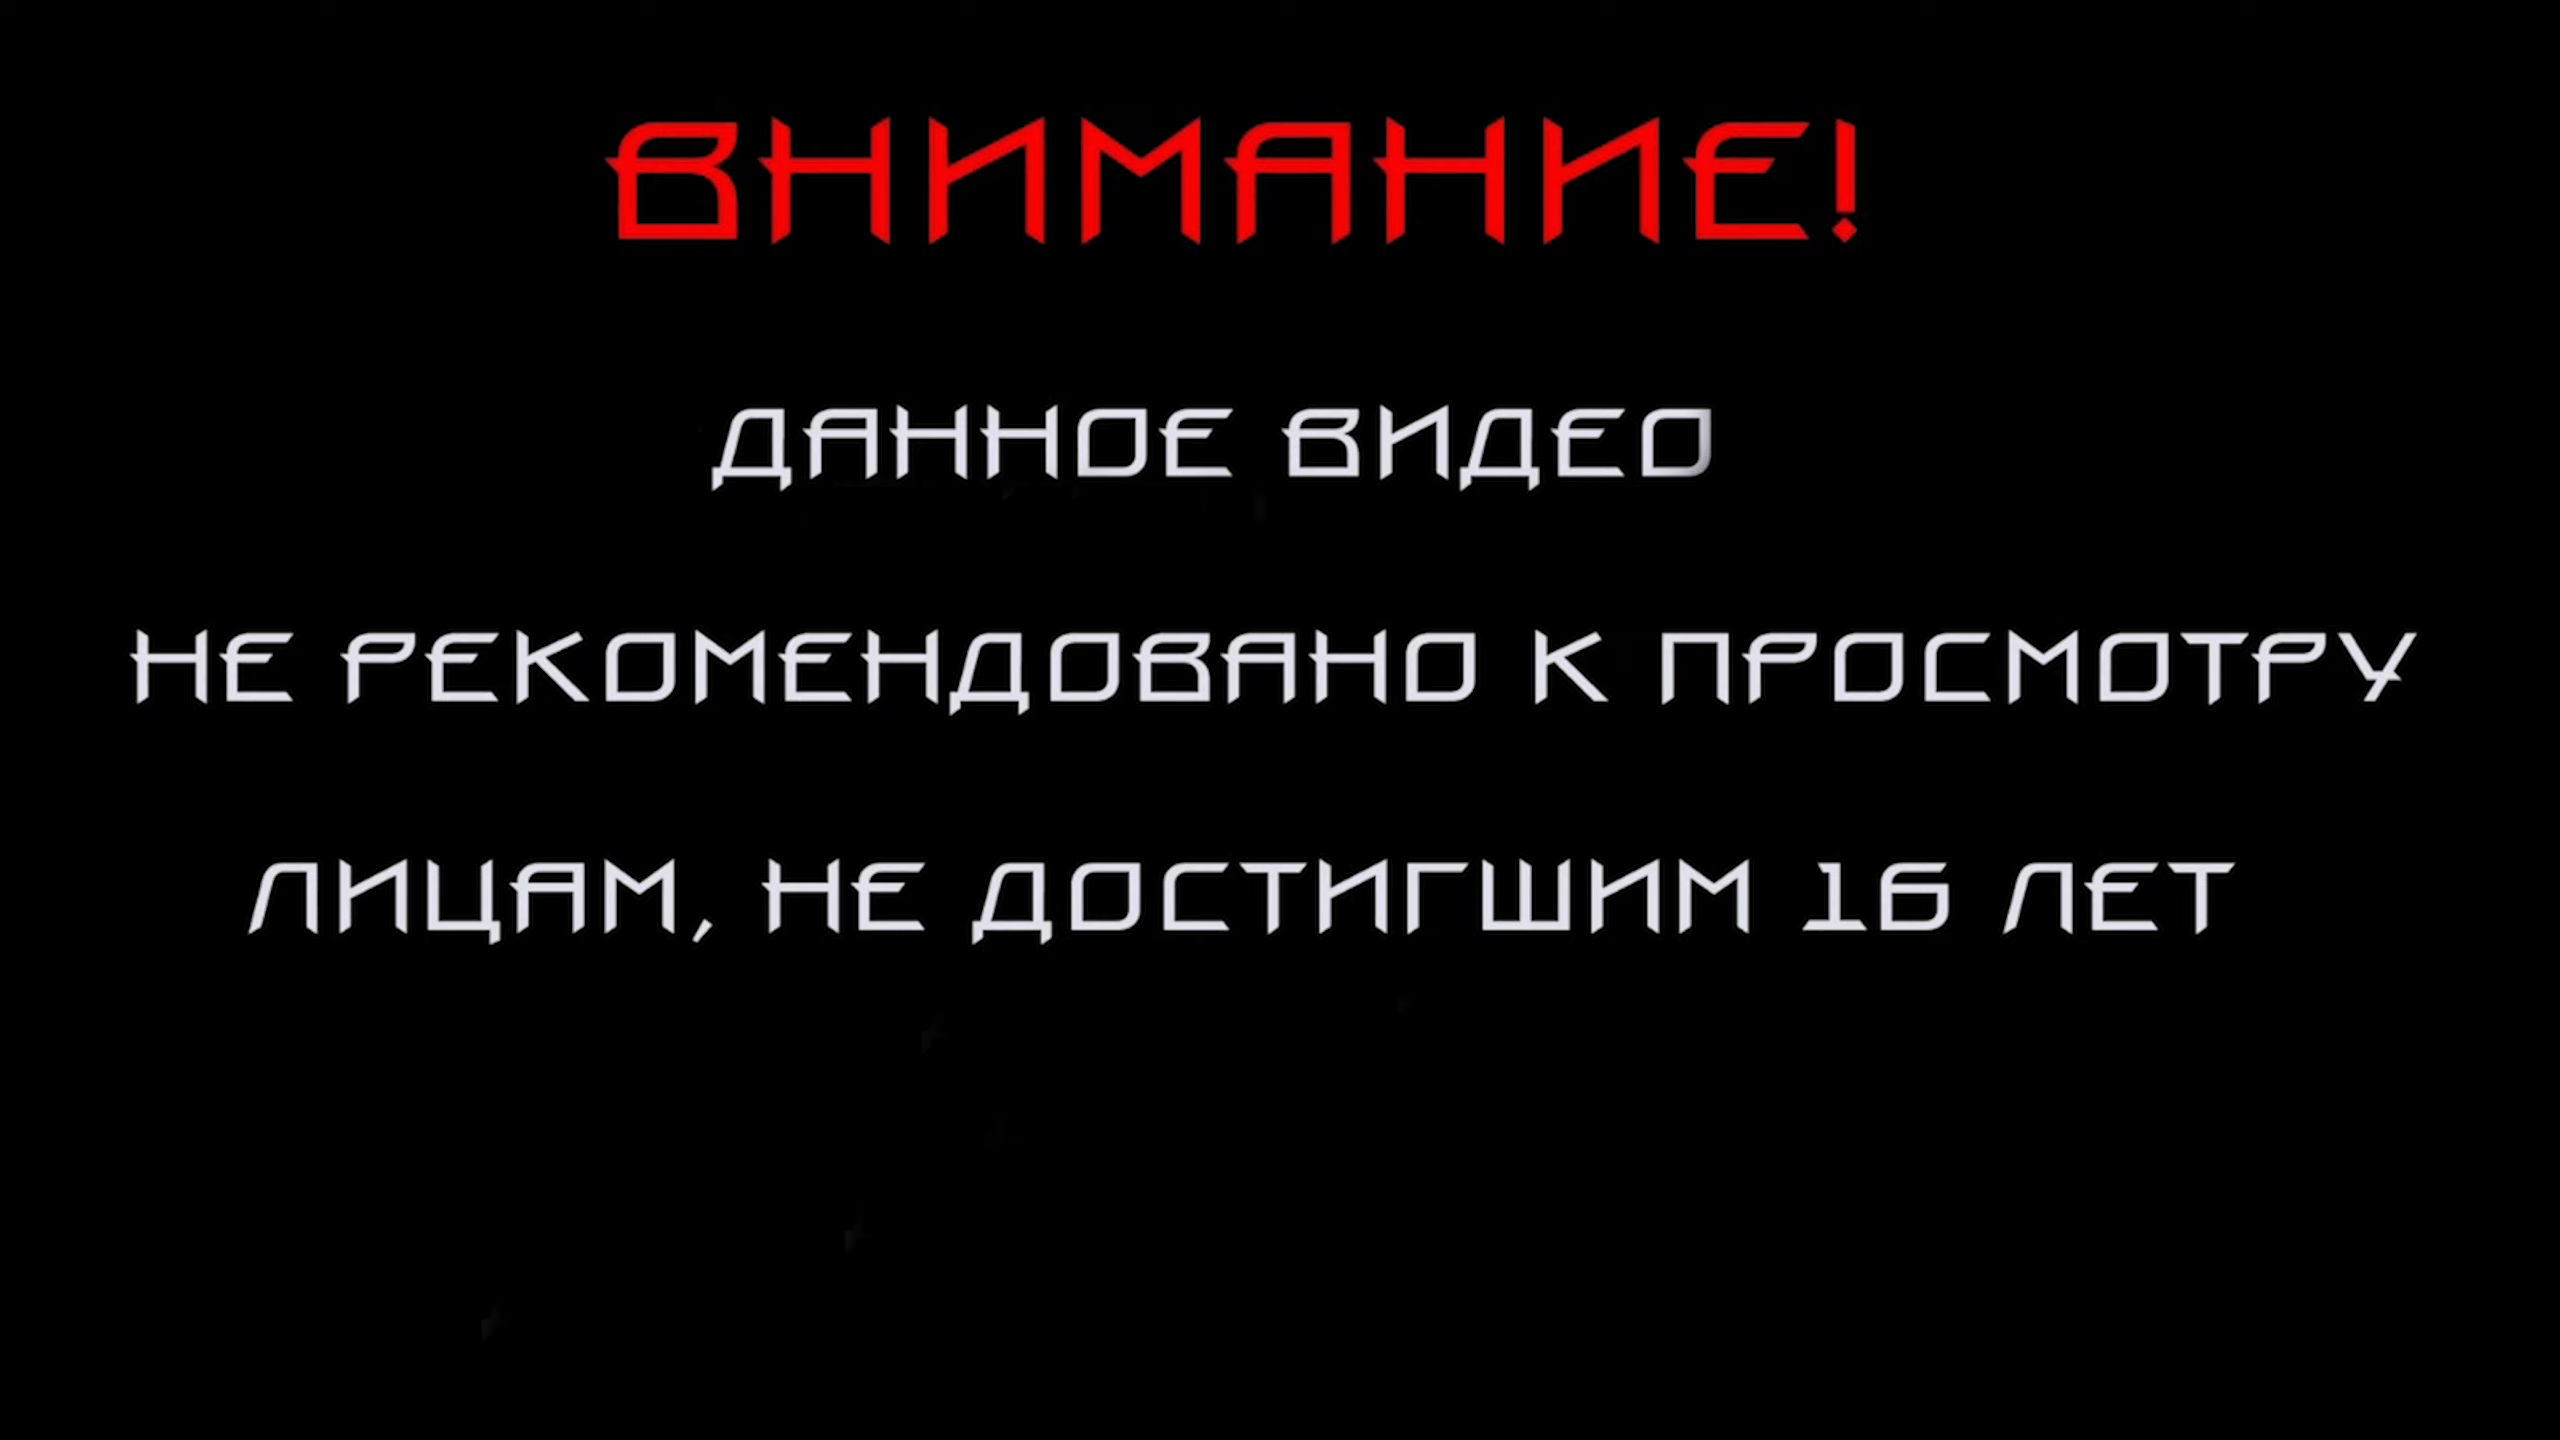 ВНИМАНИЕ!
ДАННОЕ ВИДЕО
НЕ РЕКОМЕНДОВАНО К ПРОСМОТРУ
ЛИЦАМ, НЕ ДОСТИГШИМ 16 ЛЕТ